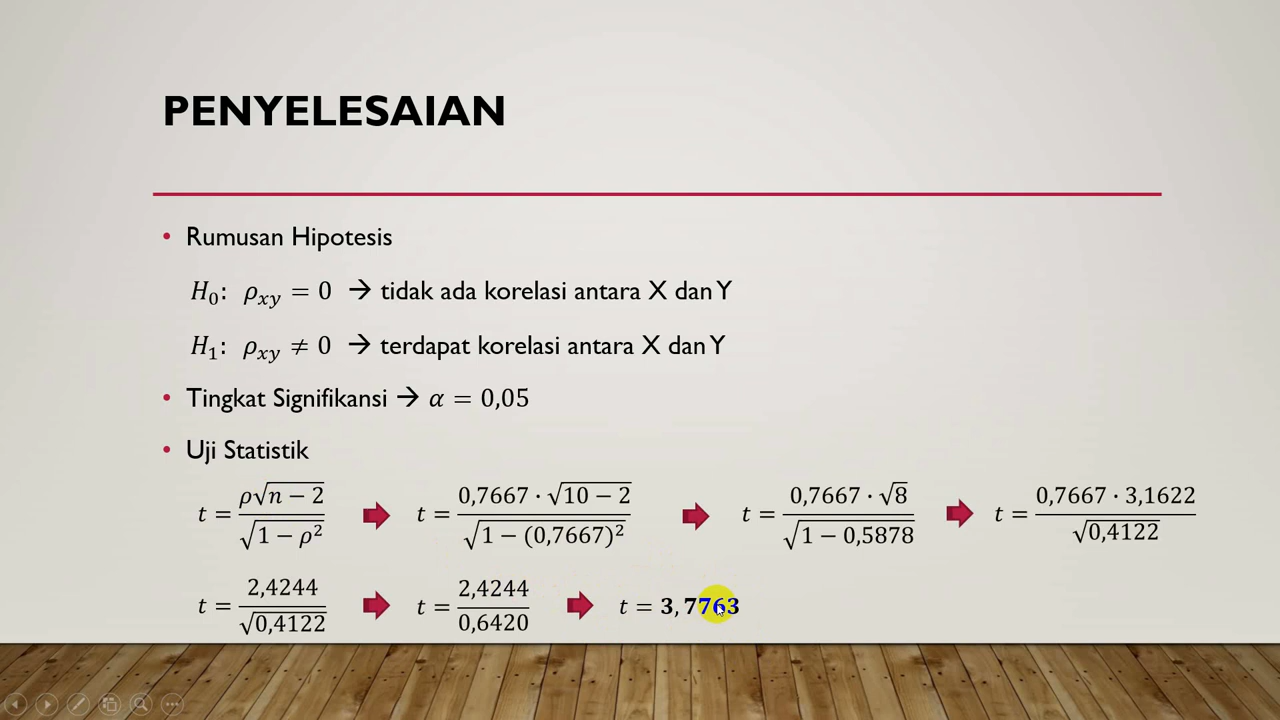 PENYELESAIAN
• Rumusan Hipotesis
H₀: ρₓᵧ = 0 → tidak ada korelasi antara X dan Y
H₁: ρₓᵧ ≠ 0 → terdapat korelasi antara X dan Y
• Tingkat Signifikansi → α = 0,05
• Uji Statistik
t = ρ√(n − 2) / √(1 − ρ²) ➡ t = 0,7667 · √(10 − 2) / √(1 − (0,7667)²) ➡ t = 0,7667 · √8 / √(1 − 0,5878) ➡ t = 0,7667 · 3,1622 / √0,4122
t = 2,4244 / √0,4122 ➡ t = 2,4244 / 0,6420 ➡ t = 3,7763